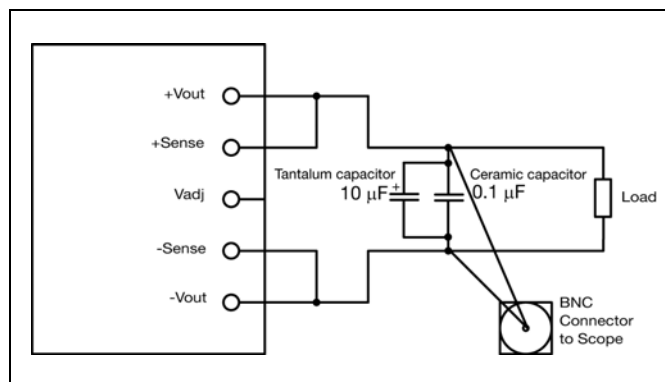 +Vout
+Sense
Vadj
-Sense
-Vout
Tantalum capacitor
10 µF
+
Ceramic capacitor
0.1 µF
Load
BNC
Connector
to Scope